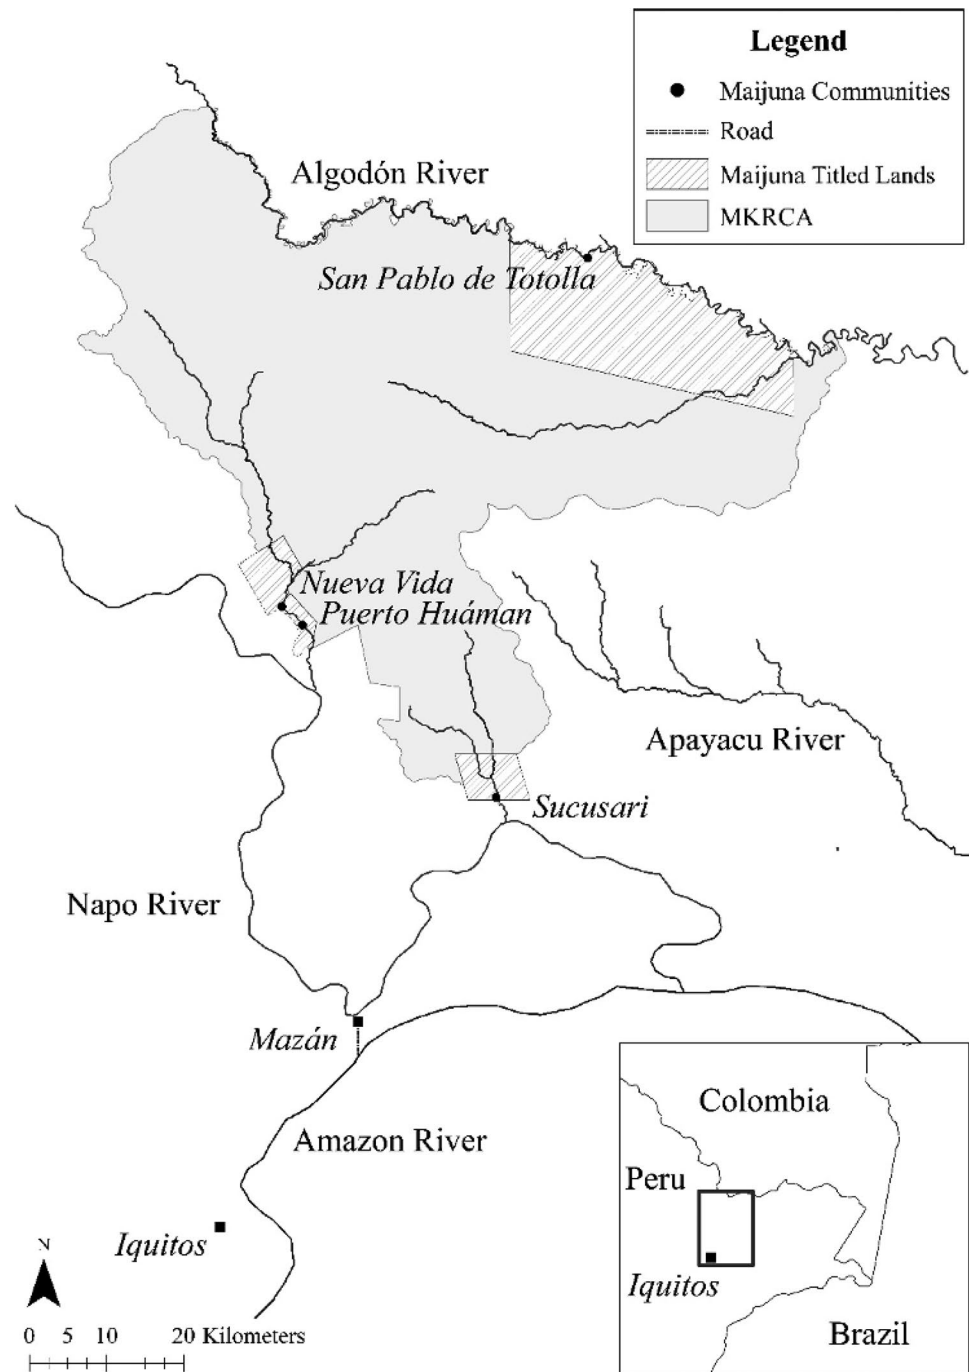 Legend
Maijuna Communities
Road
Maijuna Titled Lands
MKRCA
Algodón River
San Pablo de Totolla
Nueva Vida
Puerto Huáman
Apayacu River
Sucusari
Napo River
Mazán
Amazon River
Iquitos
Colombia
Peru
Iquitos
Brazil
N
0 5 10 20 Kilometers